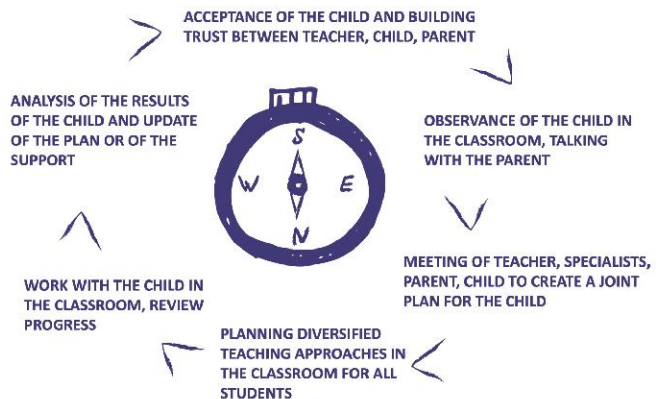 ACCEPTANCE OF THE CHILD AND BUILDING
TRUST BETWEEN TEACHER, CHILD, PARENT
OBSERVANCE OF THE CHILD IN
THE CLASSROOM, TALKING
WITH THE PARENT
MEETING OF TEACHER, SPECIALISTS,
PARENT, CHILD TO CREATE A JOINT
PLAN FOR THE CHILD
PLANNING DIVERSIFIED
TEACHING APPROACHES IN
THE CLASSROOM FOR ALL
STUDENTS
WORK WITH THE CHILD IN
THE CLASSROOM, REVIEW
PROGRESS
ANALYSIS OF THE RESULTS
OF THE CHILD AND UPDATE
OF THE PLAN OR OF THE
SUPPORT
S
W E
N